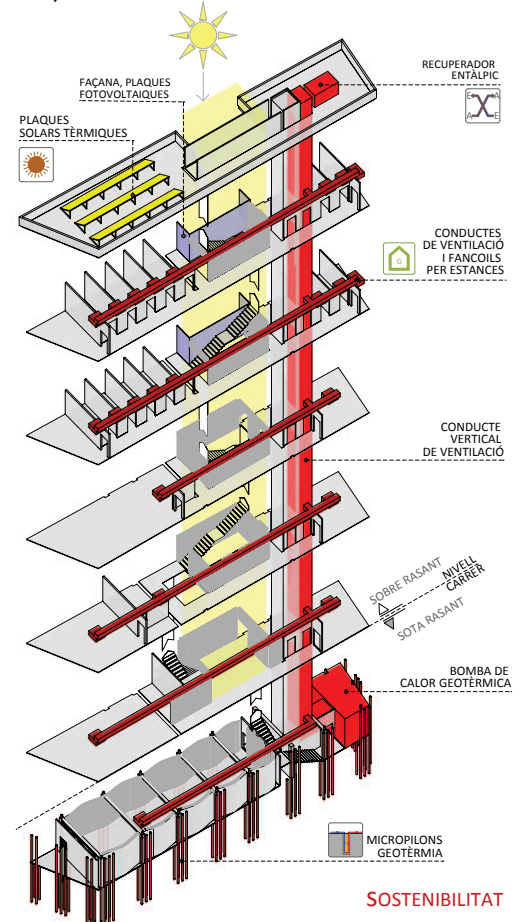 RECUPERADOR
ENTÀLPIC
E A
A E
FAÇANA, PLAQUES
FOTOVOLTAIQUES
PLAQUES
SOLARS TÈRMIQUES
CONDUCTES
DE VENTILACIÓ
I FANCOILS
PER ESTANCES
G
CONDUCTE
VERTICAL
DE VENTILACIÓ
SOBRE RASANT
NIVELL
CARRER
SOTA RASANT
BOMBA DE
CALOR GEOTÈRMICA
MICROPILONS
GEOTÈRMIA
SOSTENIBILITAT